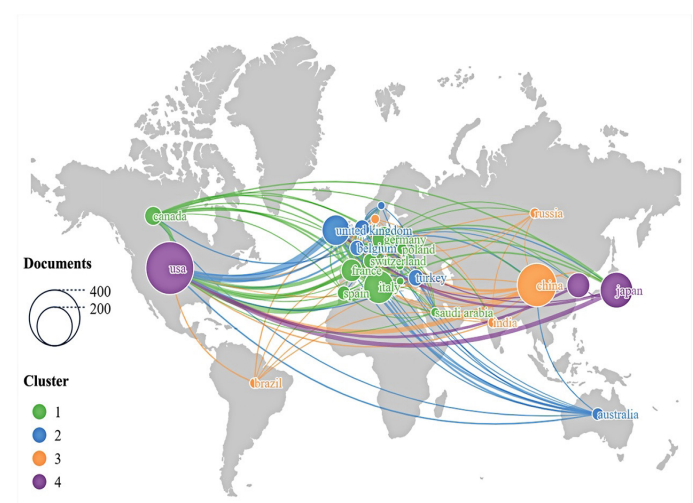 canada
russia
united kingdom
germany
belgium
poland
switzerland
usa
france
turkey
italy
china
japan
spain
saudi arabia
india
brazil
australia
Documents
400
200
Cluster
1
2
3
4